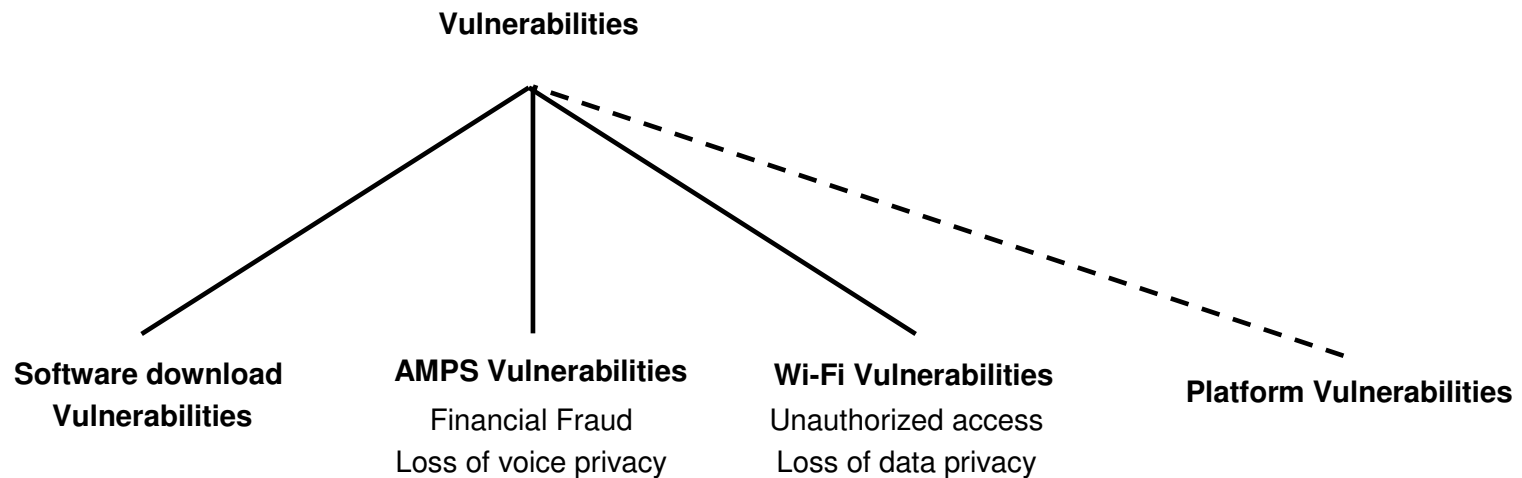 Vulnerabilities
Software download
Vulnerabilities
AMPS Vulnerabilities
Financial Fraud
Loss of voice privacy
Wi-Fi Vulnerabilities
Unauthorized access
Loss of data privacy
Platform Vulnerabilities